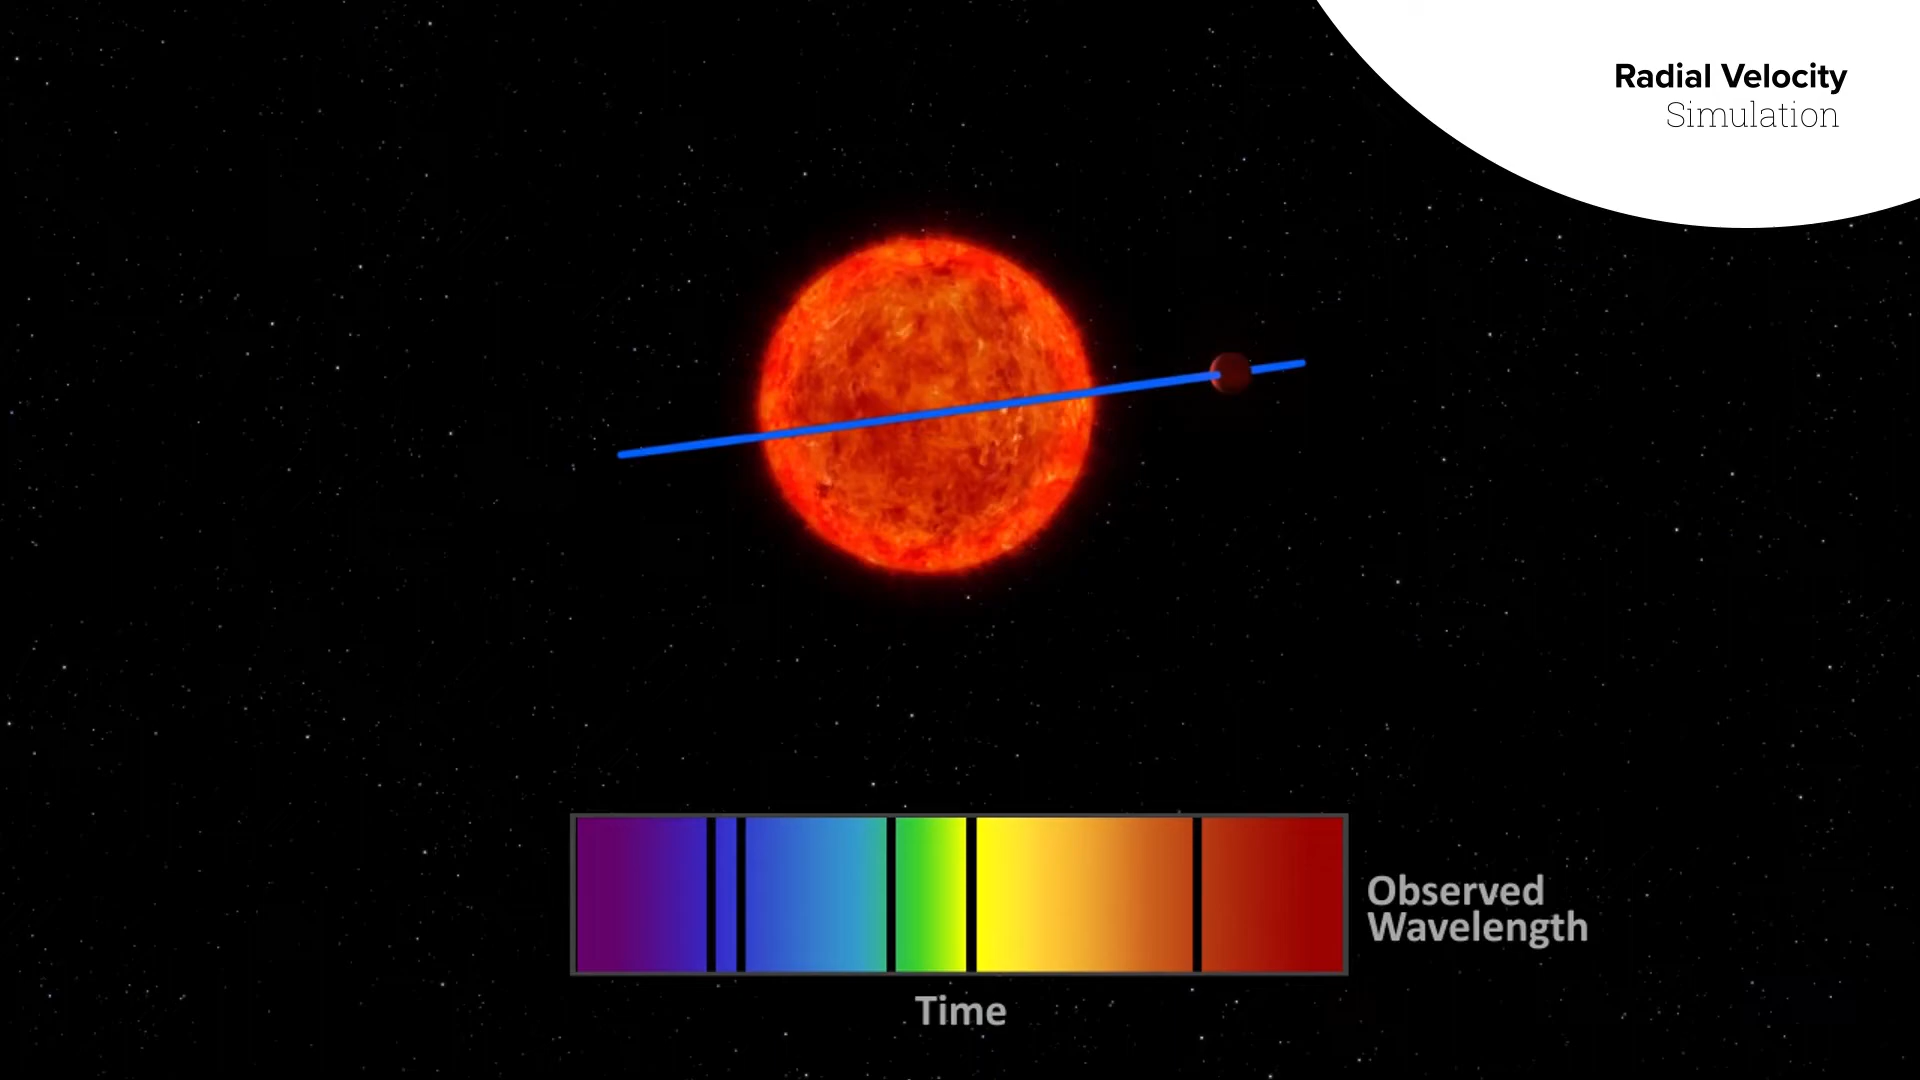 Radial Velocity
Simulation
Observed
Wavelength
Time